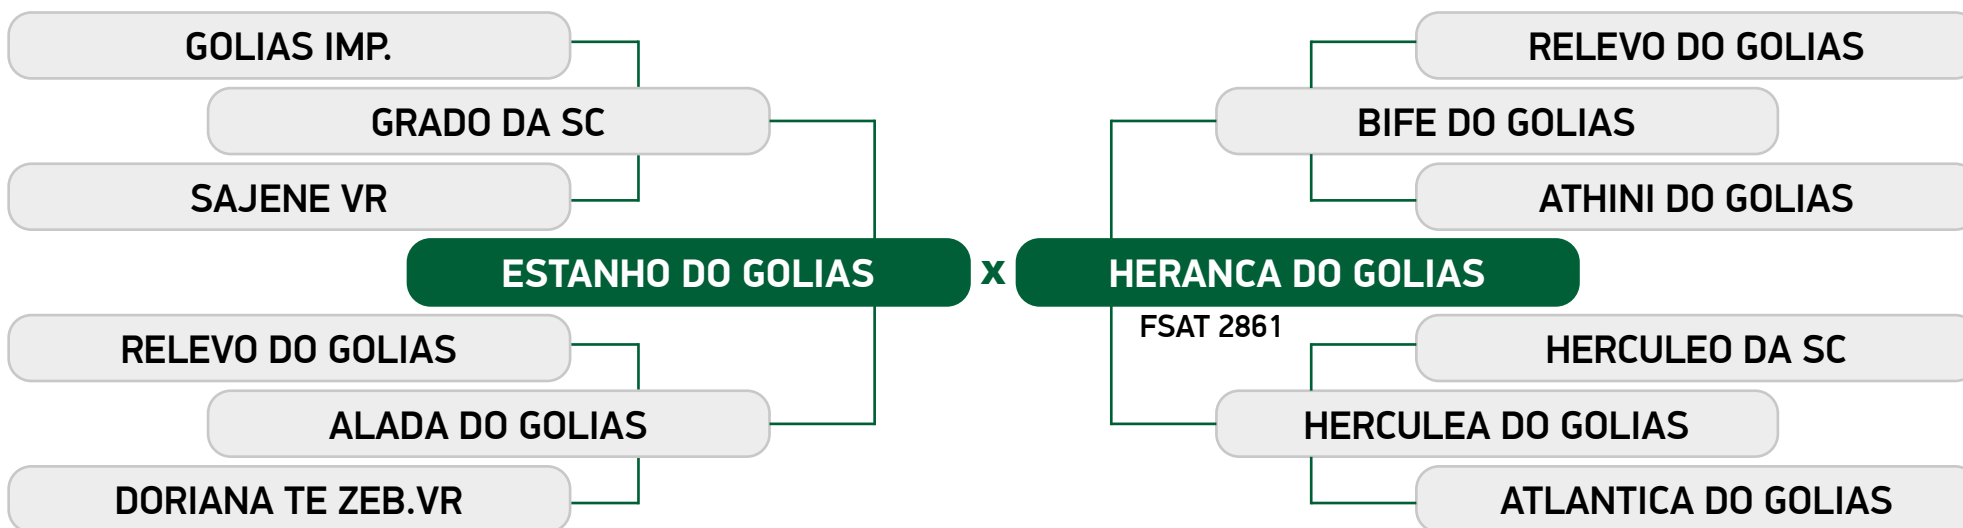 GOLIAS IMP.
RELEVO DO GOLIAS
GRADO DA SC
BIFE DO GOLIAS
SAJENE VR
ATHINI DO GOLIAS
ESTANHO DO GOLIAS x HERANCA DO GOLIAS
FSAT 2861
RELEVO DO GOLIAS
HERCULEO DA SC
ALADA DO GOLIAS
HERCULEA DO GOLIAS
DORIANA TE ZEB.VR
ATLANTICA DO GOLIAS